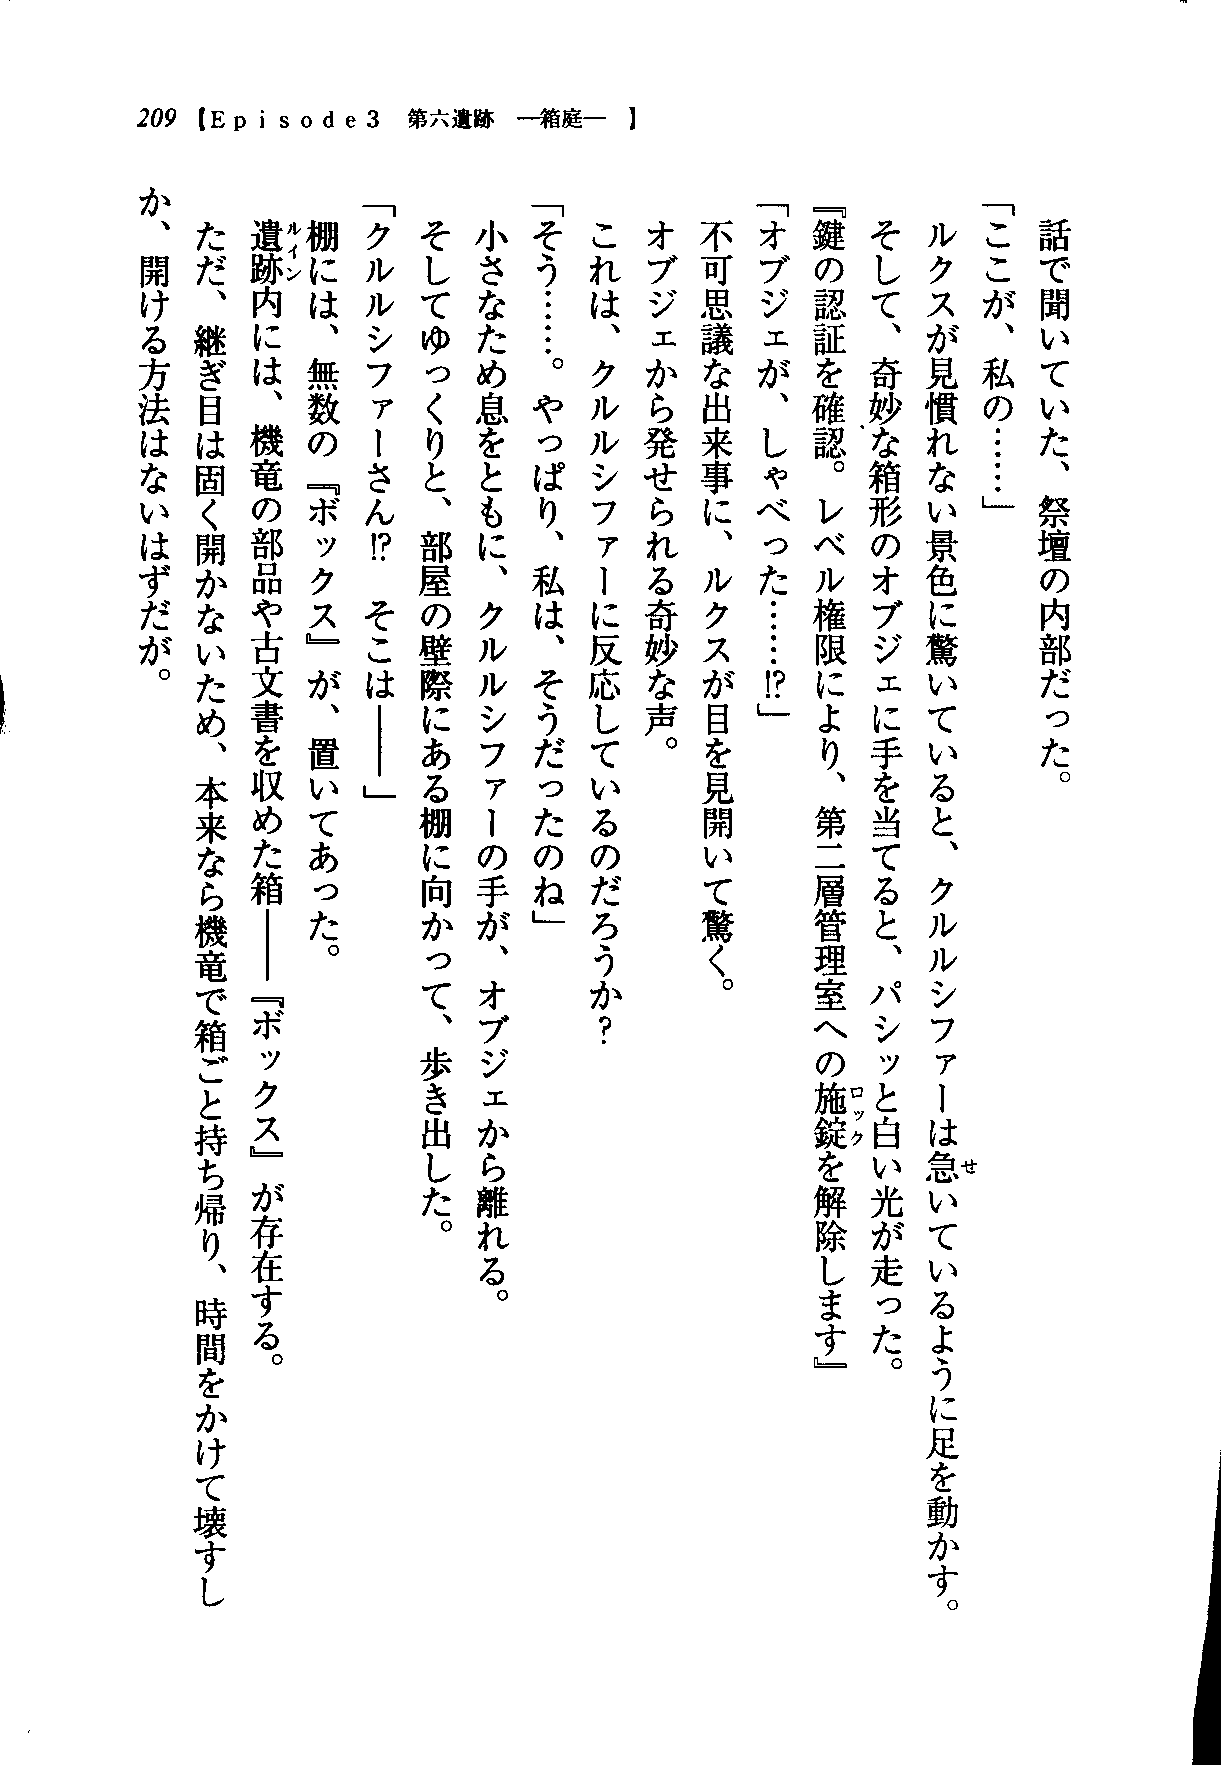 209 【Ｅｐｉｓｏｄｅ３　第六遺跡　―箱庭―　】
　話で聞いていた、祭壇の内部だった。
「ここが、私の……」
　ルクスが見慣れない景色に驚いていると、クルルシファーは急いているように足を動かす。
せ
　そして、奇妙な箱形のオブジェに手を当てると、パシッと白い光が走った。
『鍵の認証を確認。レベル権限により、第二層管理室への施錠を解除します』
ロック
「オブジェが、しゃべった……!?」
　不可思議な出来事に、ルクスが目を見開いて驚く。
　オブジェから発せられる奇妙な声。
　これは、クルルシファーに反応しているのだろうか？
「そう……。やっぱり、私は、そうだったのね」
　小さなため息をともに、クルルシファーの手が、オブジェから離れる。
　そしてゆっくりと、部屋の壁際にある棚に向かって、歩き出した。
「クルルシファーさん!?　そこは――」
　棚には、無数の『ボックス』が、置いてあった。
　遺跡内には、機竜の部品や古文書を収めた箱――『ボックス』が存在する。
ルイン
　ただ、継ぎ目は固く開かないため、本来なら機竜で箱ごと持ち帰り、時間をかけて壊すし
か、開ける方法はないはずだが。